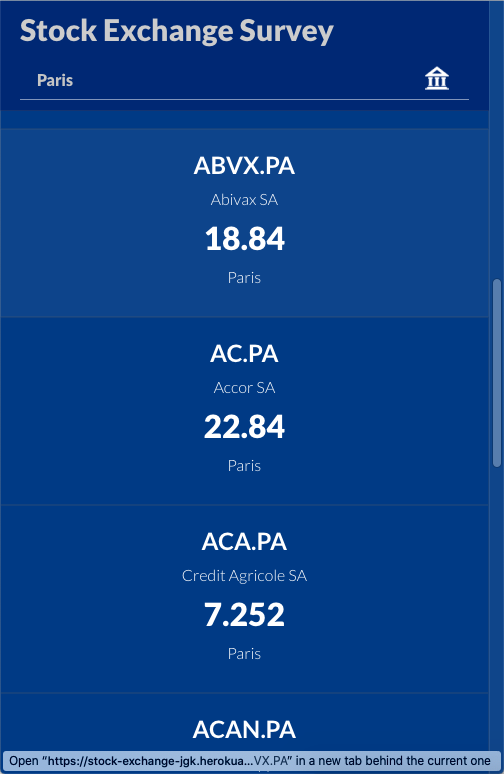 Stock Exchange Survey
Paris
ABVX.PA
Abivax SA
18.84
Paris
AC.PA
Accor SA
22.84
Paris
ACA.PA
Credit Agricole SA
7.252
Paris
ACAN.PA
Open “https://stock-exchange-jgk.herokua...VX.PA” in a new tab behind the current one